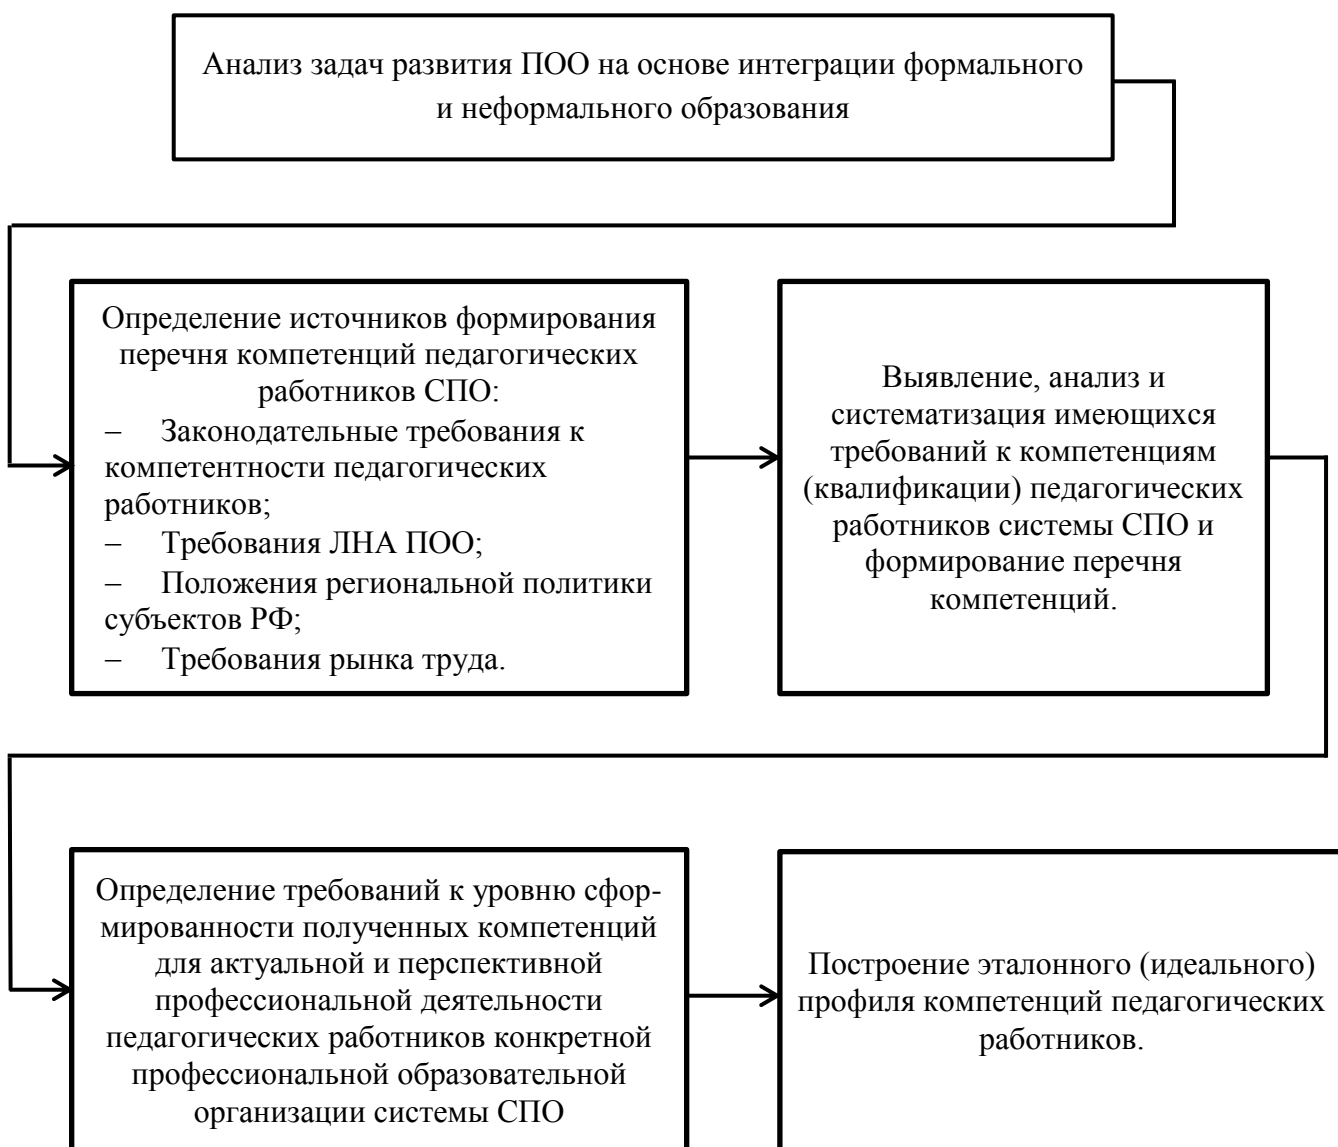 Анализ задач развития ПОО на основе интеграции формального
и неформального образования
Определение источников формирования
перечня компетенций педагогических
работников СПО:
– Законодательные требования к
компетентности педагогических
работников;
– Требования ЛНА ПОО;
– Положения региональной политики
субъектов РФ;
– Требования рынка труда.
Выявление, анализ и
систематизация имеющихся
требований к компетенциям
(квалификации) педагогических
работников системы СПО и
формирование перечня
компетенций.
Определение требований к уровню сфор-
мированности полученных компетенций
для актуальной и перспективной
профессиональной деятельности
педагогических работников конкретной
профессиональной образовательной
организации системы СПО
Построение эталонного (идеального)
профиля компетенций педагогических
работников.